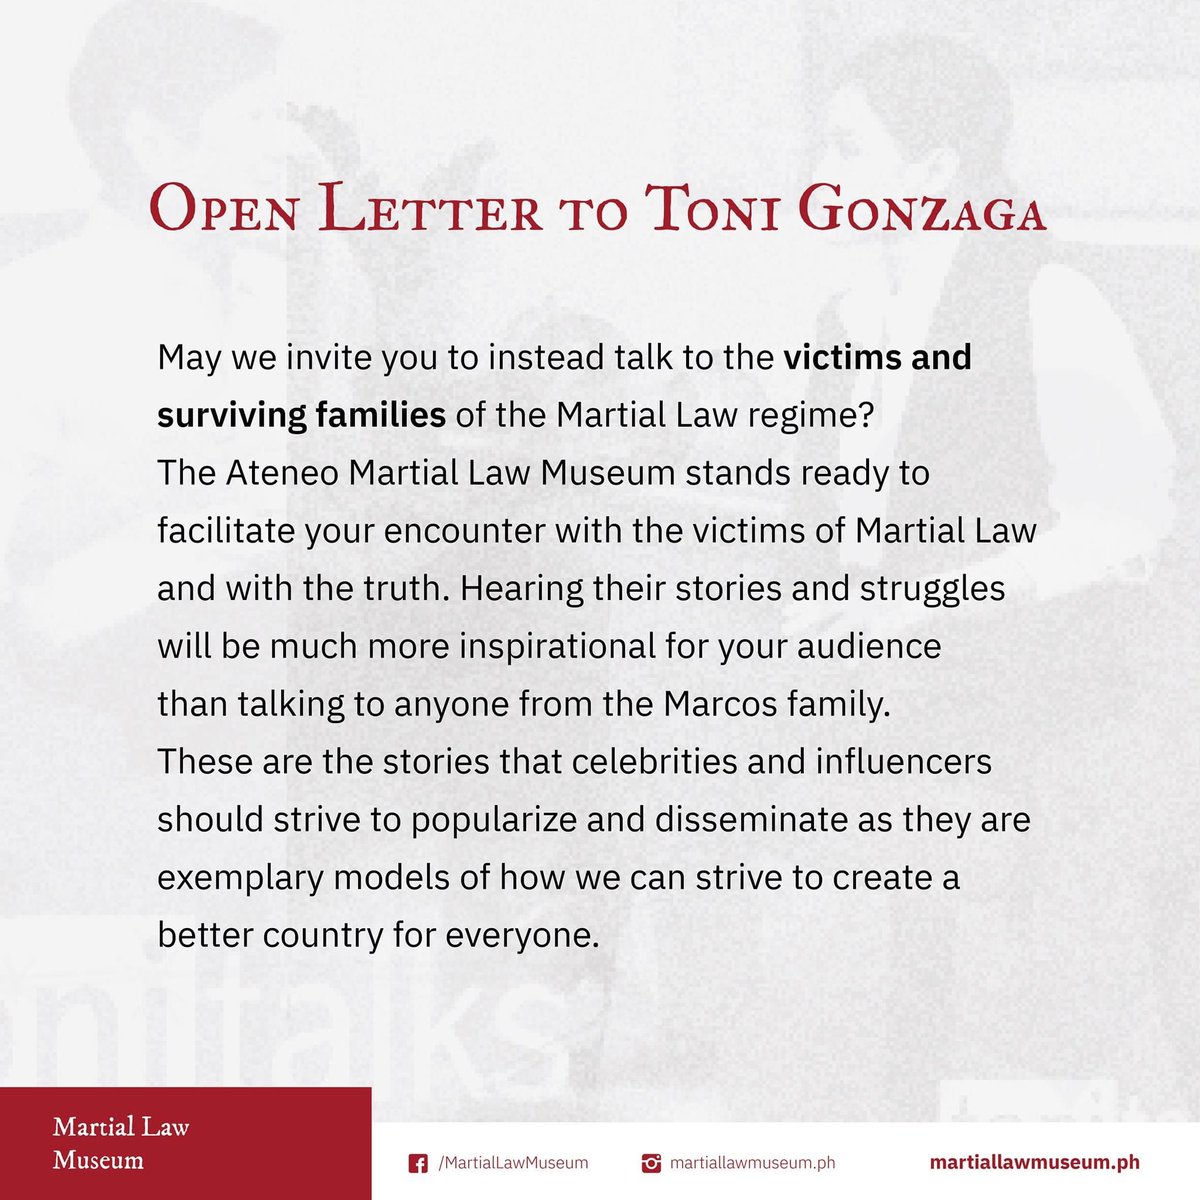 Open Letter to Toni Gonzaga
May we invite you to instead talk to the victims and
surviving families of the Martial Law regime?
The Ateneo Martial Law Museum stands ready to
facilitate your encounter with the victims of Martial Law
and with the truth. Hearing their stories and struggles
will be much more inspirational for your audience
than talking to anyone from the Marcos family.
These are the stories that celebrities and influencers
should strive to popularize and disseminate as they are
exemplary models of how we can strive to create a
better country for everyone.
nitalks
Martial Law
Museum
/MartialLawMuseum
martiallawmuseum.ph
martiallawmuseum.ph